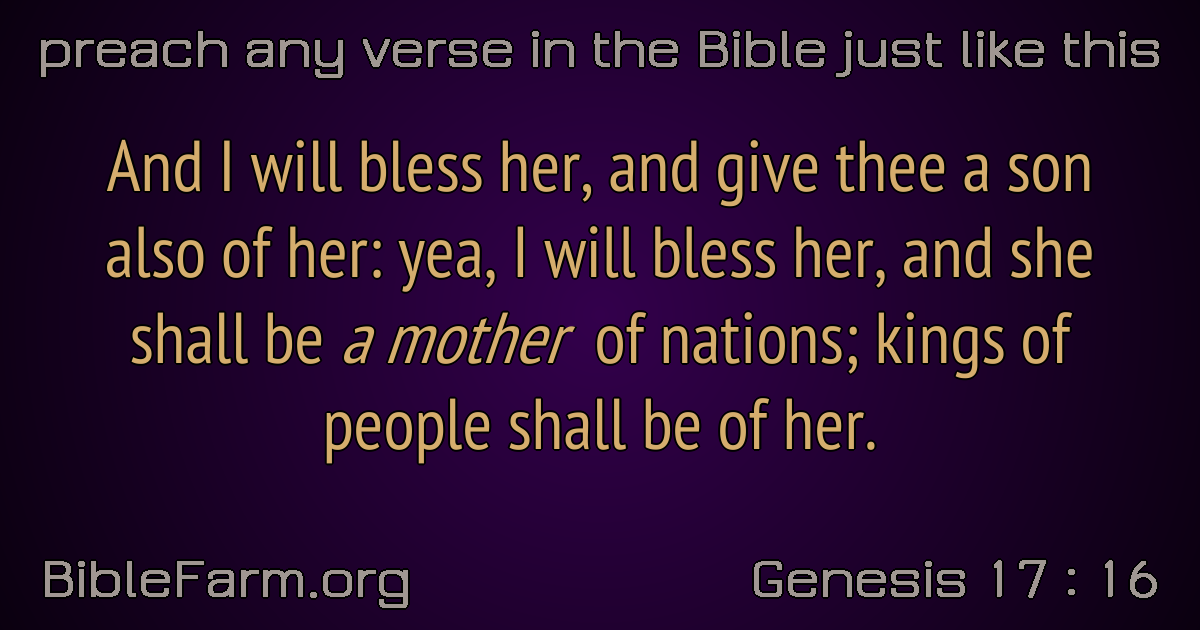 preach any verse in the Bible just like this
And I will bless her, and give thee a son
also of her: yea, I will bless her, and she
shall be a mother of nations; kings of
people shall be of her.
BibleFarm.org
Genesis 17 : 16